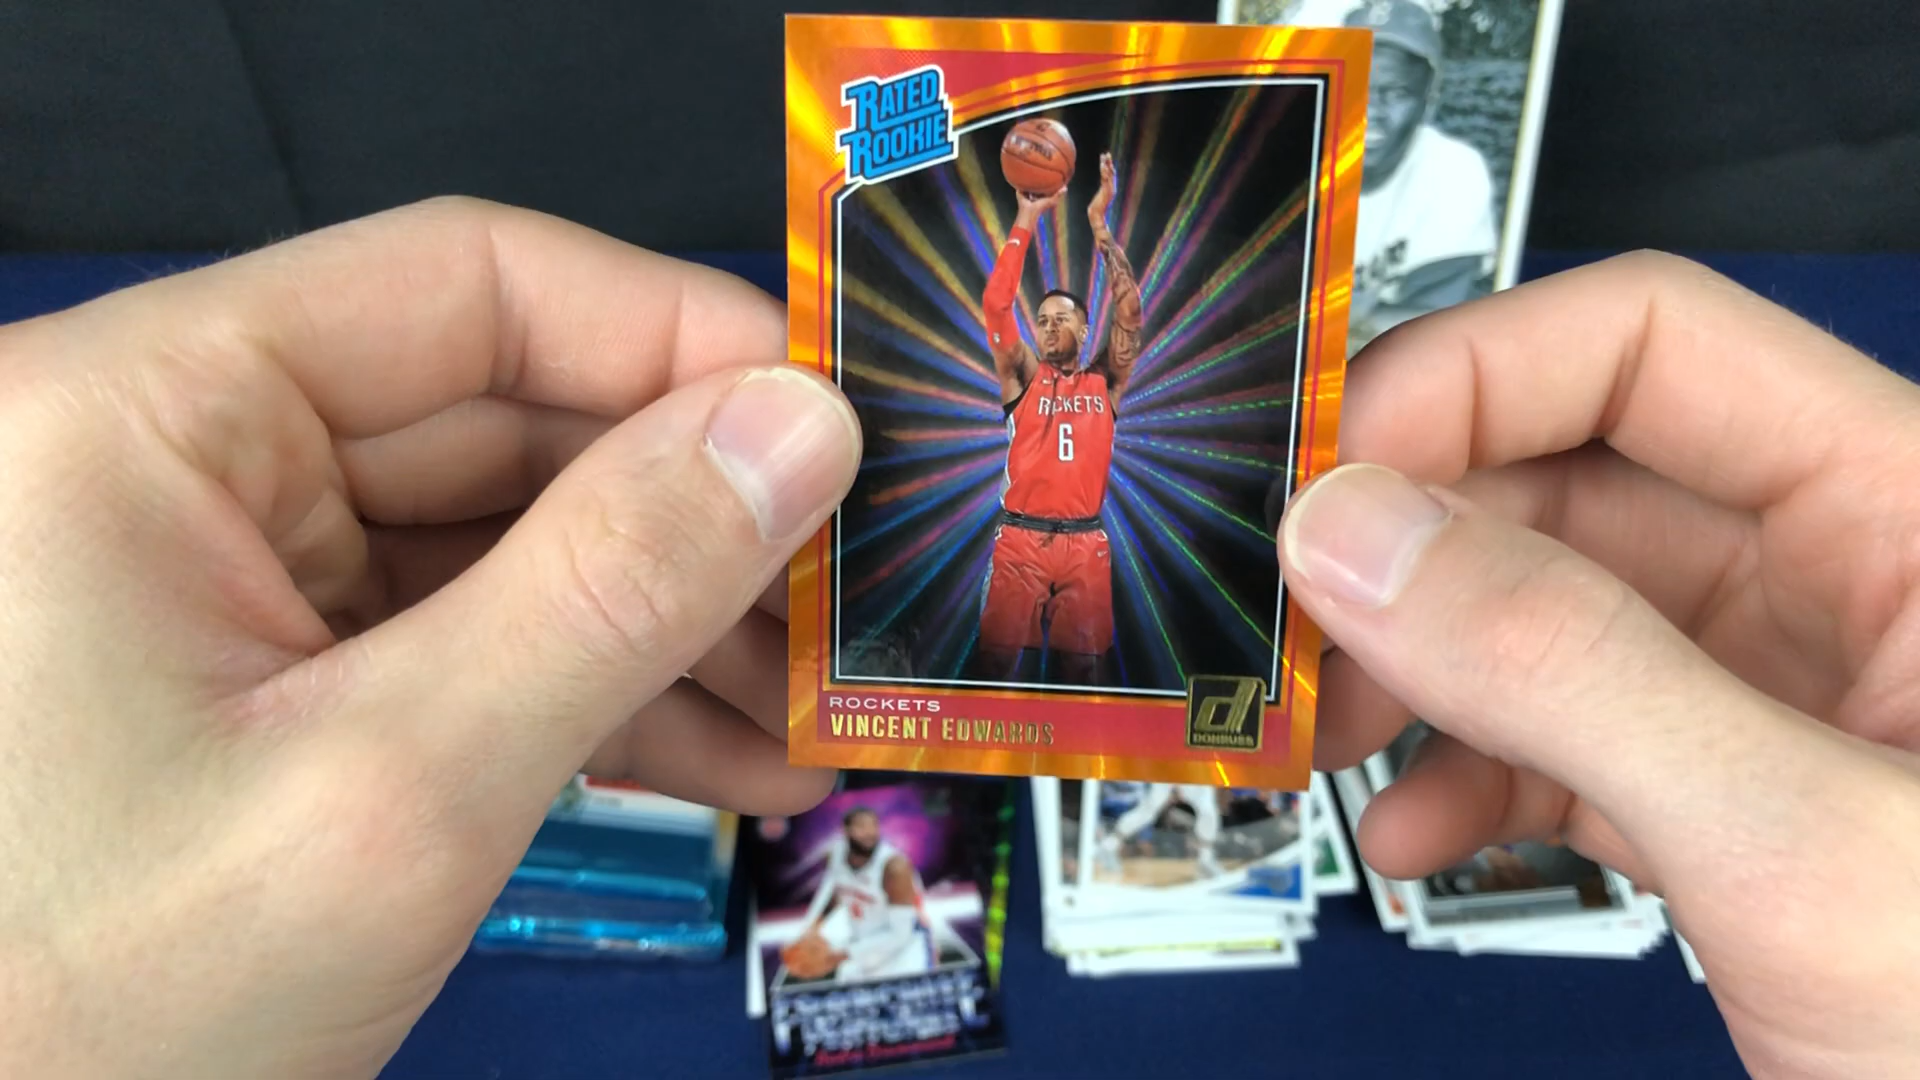 RATED
ROOKIE
ROCKETS
6
ROCKETS
VINCENT EDWARDS
d
DONRUSS